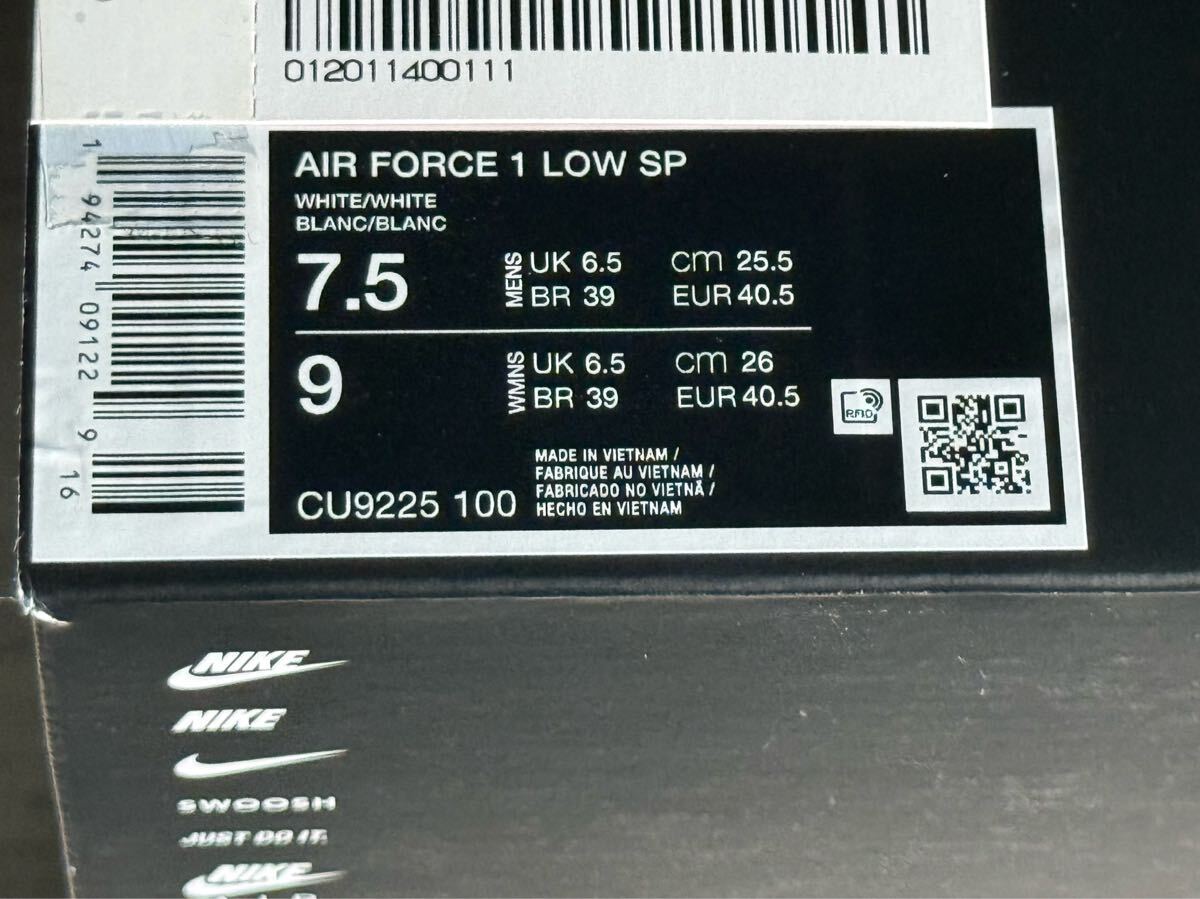 012011400111
AIR FORCE 1 LOW SP
WHITE/WHITE
BLANC/BLANC
7.5 MENS UK 6.5 cm 25.5
BR 39 EUR 40.5
9 WMNS UK 6.5 cm 26
BR 39 EUR 40.5
RFID
MADE IN VIETNAM /
FABRIQUE AU VIETNAM /
FABRICADO NO VIETNÃ /
HECHO EN VIETNAM
CU9225 100
1 94274 09122 9 16
NIKE
NIKE
SWOOSH
JUST DO IT.
NIKE